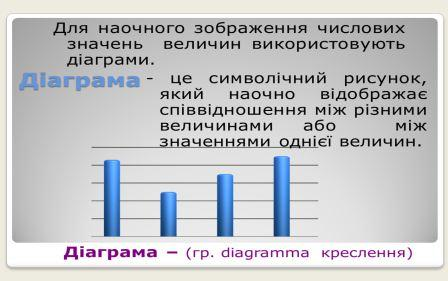 Для наочного зображення числових
значень величин використовують
діаграми.
Діаграма - це символічний рисунок,
який наочно відображає
співвідношення між різними
величинами або між
значеннями однієї величин.
Діаграма – (гр. diagramma креслення)